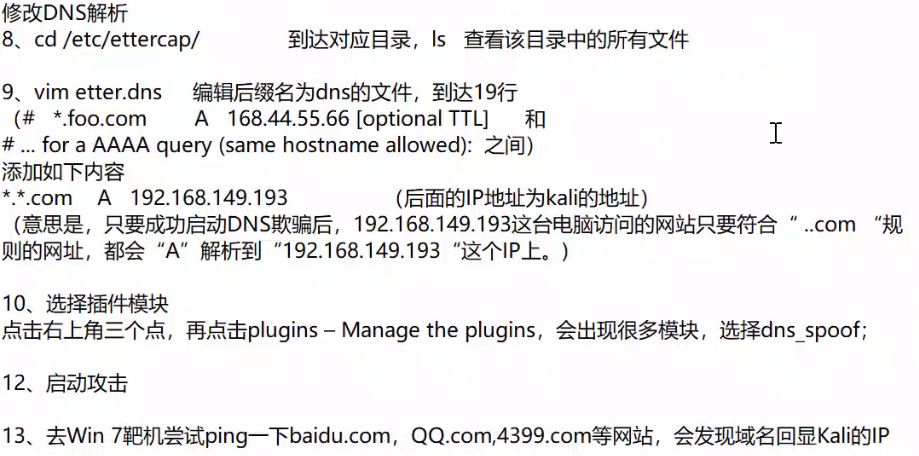 修改DNS解析
8、cd /etc/ettercap/ 到达对应目录，ls 查看该目录中的所有文件
9、vim etter.dns 编辑后缀名为dns的文件，到达19行
（# *.foo.com A 168.44.55.66 [optional TTL] 和
# ... for a AAAA query (same hostname allowed): 之间）
添加如下内容
*.*.com A 192.168.149.193 （后面的IP地址为kali的地址）
（意思是，只要成功启动DNS欺骗后，192.168.149.193这台电脑访问的网站只要符合“ ..com “规
则的网址，都会“A”解析到“192.168.149.193 “这个IP上。)
10、选择插件模块
点击右上角三个点，再点击plugins – Manage the plugins，会出现很多模块，选择dns_spoof；
12、启动攻击
13、去Win 7靶机尝试ping一下baidu.com，QQ.com,4399.com等网站，会发现域名回显Kali的IP